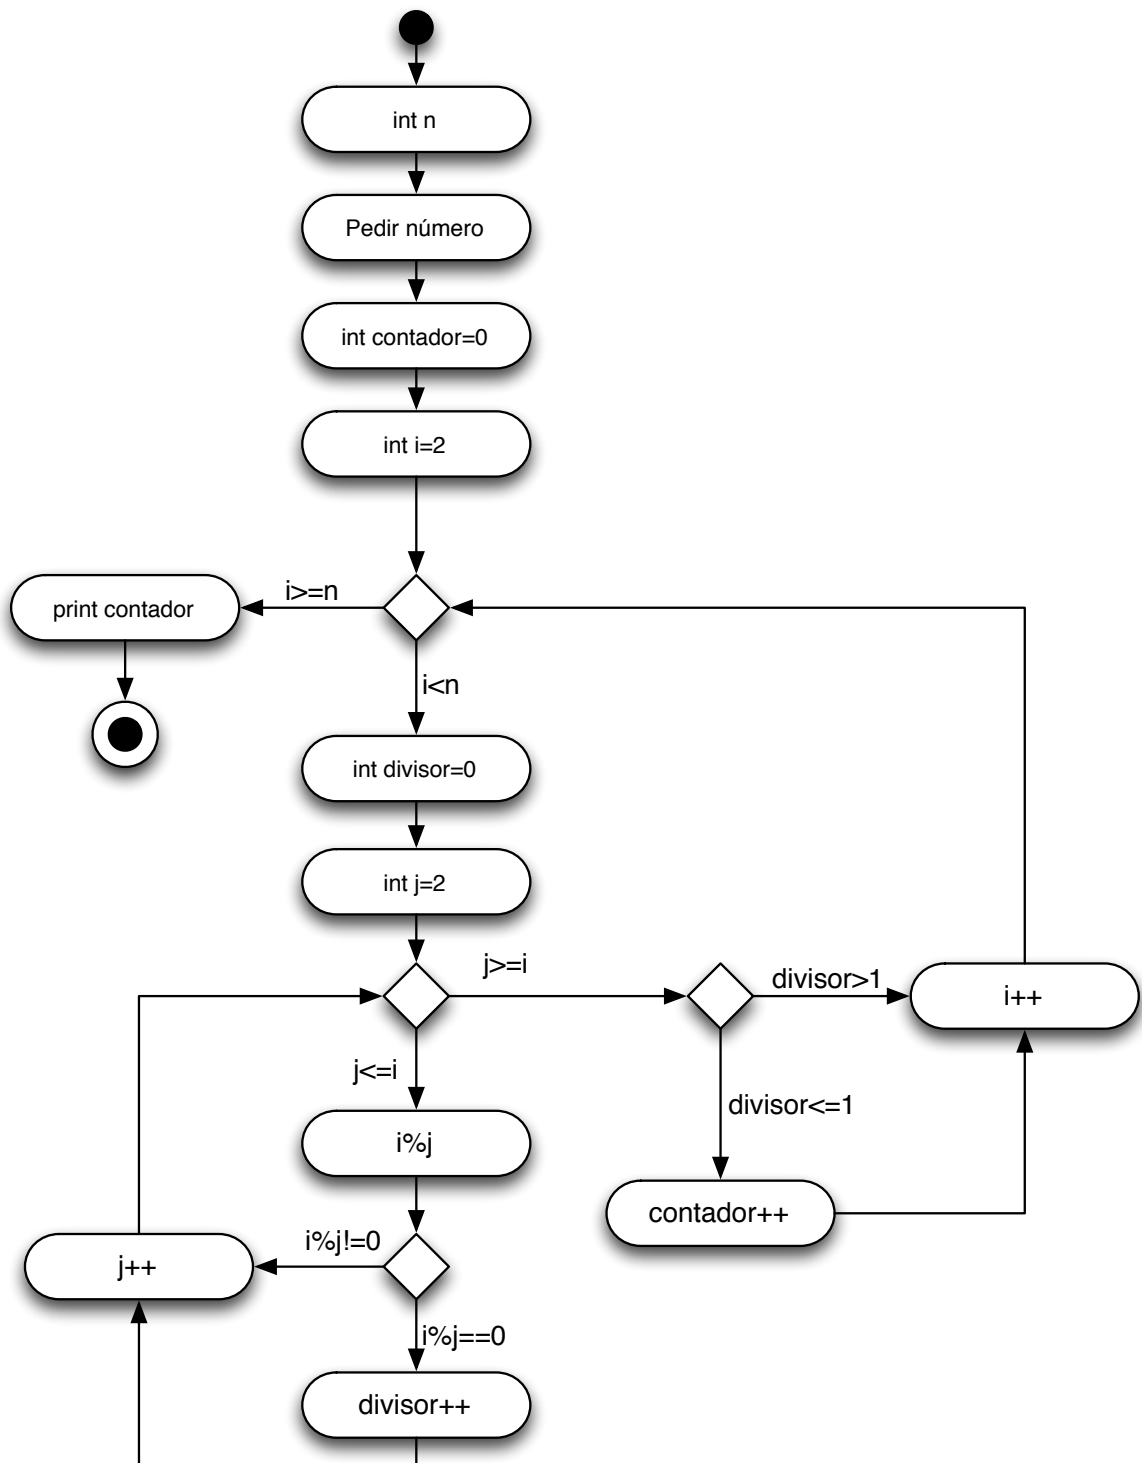 int n
Pedir número
int contador=0
int i=2
i>=n
print contador
i<n
int divisor=0
int j=2
j>=i
divisor>1
i++
j<=i
divisor<=1
i%j
contador++
i%j!=0
j++
i%j==0
divisor++